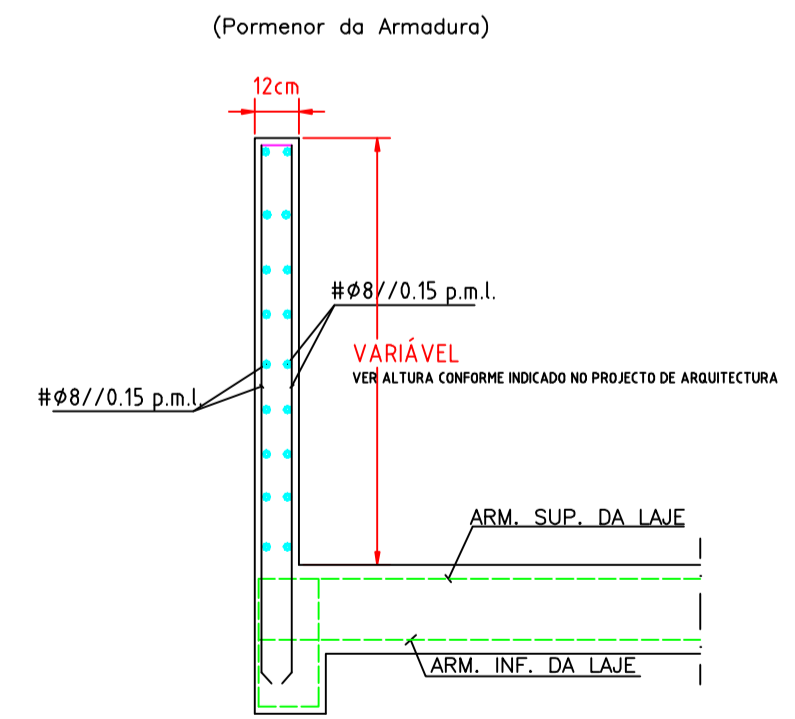 (Pormenor da Armadura)
12cm
#Ø8//0.15 p.m.l.
VARIÁVEL
VER ALTURA CONFORME INDICADO NO PROJECTO DE ARQUITECTURA
#Ø8//0.15 p.m.l.
ARM. SUP. DA LAJE
ARM. INF. DA LAJE